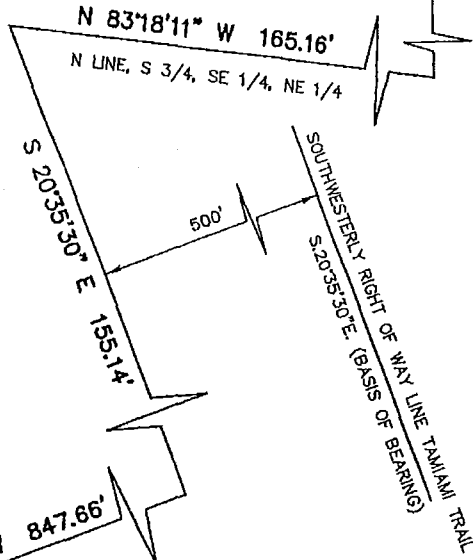 N 83°18'11" W 165.16'
N LINE, S 3/4, SE 1/4, NE 1/4
S 20°35'30" E 155.14'
500'
SOUTHWESTERLY RIGHT OF WAY LINE TAMIAMI TRAIL
S.20°35'30"E. (BASIS OF BEARING)
847.66'